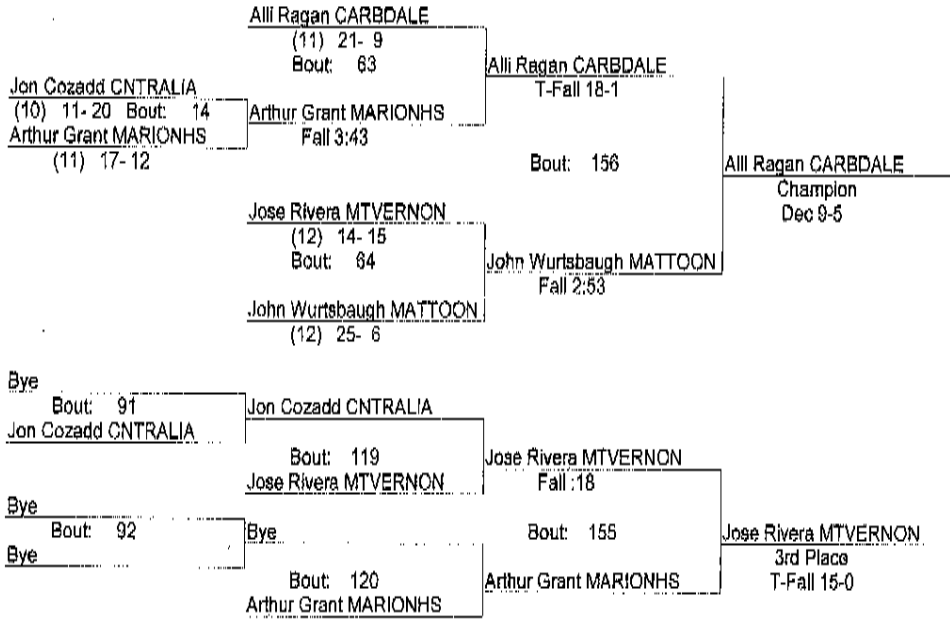 Alli Ragan CARBDALE
(11) 21- 9
Bout: 63
Alli Ragan CARBDALE
T-Fall 18-1
Jon Cozadd CNTRALIA
(10) 11-20 Bout: 14
Arthur Grant MARIONHS
Arthur Grant MARIONHS
Fall 3:43
(11) 17-12
Bout: 156
Alli Ragan CARBDALE
Champion
Dec 9-5
Jose Rivera MTVERNON
(12) 14-15
Bout: 64
John Wurtsbaugh MATTOON
Fall 2:53
John Wurtsbaugh MATTOON
(12) 25- 6
Bye
Bout: 91
Jon Cozadd CNTRALIA
Jon Cozadd CNTRALIA
Bout: 119
Jose Rivera MTVERNON
Fall :18
Jose Rivera MTVERNON
Bye
Bout: 92
Bye
Bye
Bout: 155
Jose Rivera MTVERNON
3rd Place
T-Fall 15-0
Bout: 120
Arthur Grant MARIONHS
Arthur Grant MARIONHS